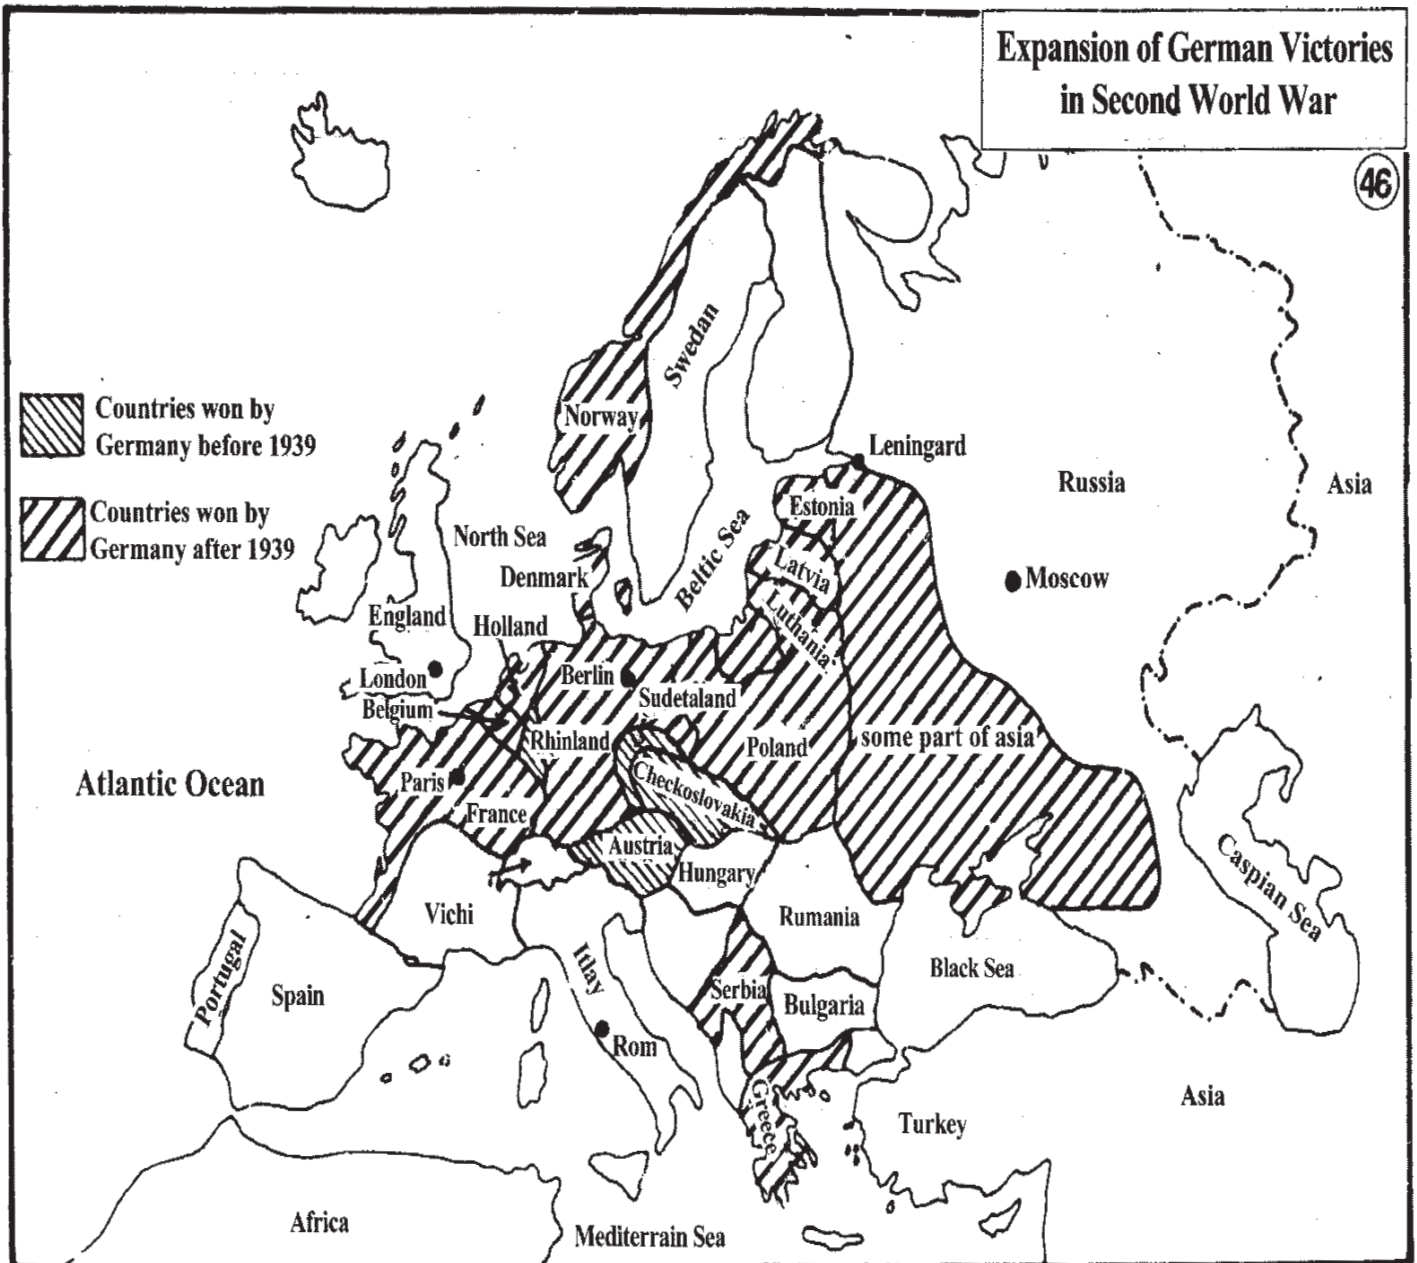 Expansion of German Victories
in Second World War
46
Countries won by
Germany before 1939
Countries won by
Germany after 1939
Swedan
Norway
Leningard
Russia
Asia
Estonia
North Sea
Denmark
Beltic Sea
Latvia
Moscow
Luthania
England
Holland
London
Berlin
Sudetaland
Belgium
Rhinland
Poland
some part of asia
Atlantic Ocean
Paris
Checkoslovakia
France
Austria
Hungary
Caspian Sea
Vichi
Rumania
Portugal
Itlay
Black Sea
Spain
Serbia
Bulgaria
Rom
Asia
Greece
Turkey
Africa
Mediterrain Sea